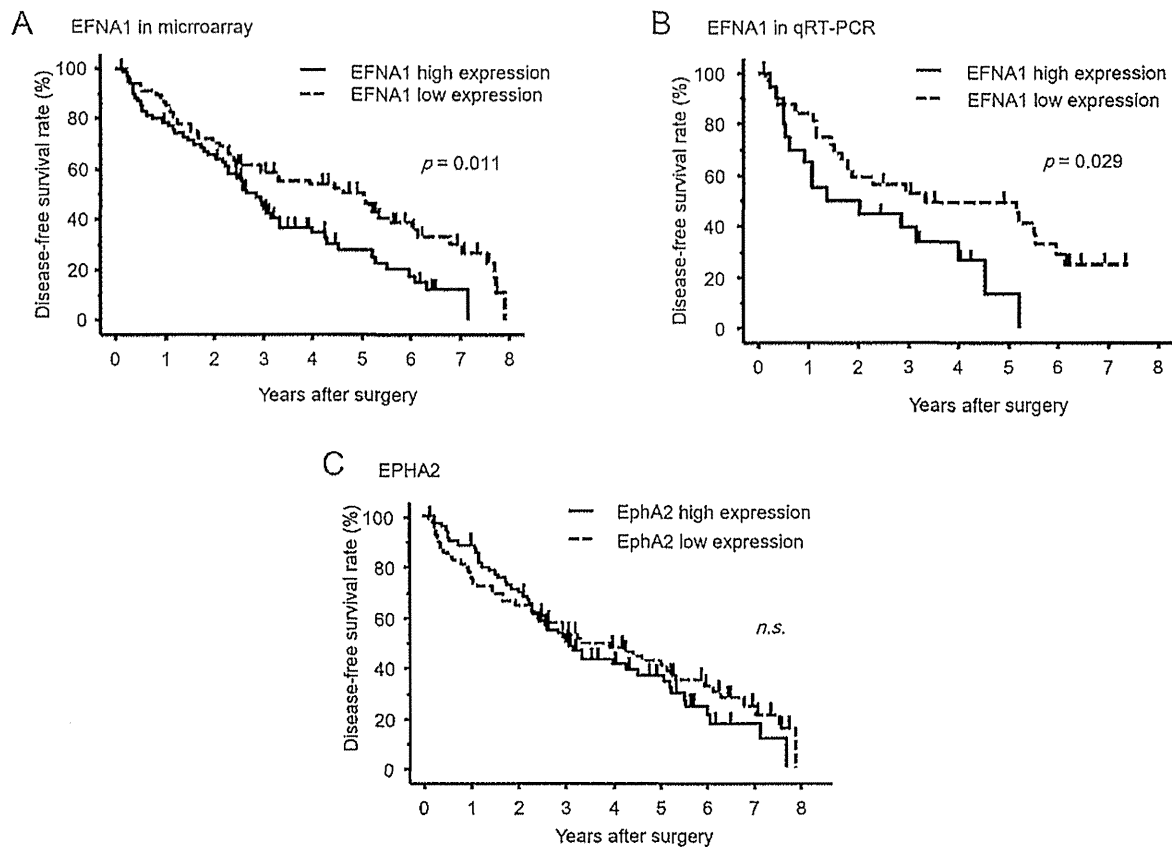 A
EFNA1 in microarray
EFNA1 high expression
EFNA1 low expression
p = 0.011
Disease-free survival rate (%)
100
80
60
40
20
0
0 1 2 3 4 5 6 7 8
Years after surgery
B
EFNA1 in qRT-PCR
EFNA1 high expression
EFNA1 low expression
p = 0.029
Disease-free survival rate (%)
100
80
60
40
20
0
0 1 2 3 4 5 6 7 8
Years after surgery
C
EPHA2
EphA2 high expression
EphA2 low expression
n.s.
Disease-free survival rate (%)
100
80
60
40
20
0
0 1 2 3 4 5 6 7 8
Years after surgery